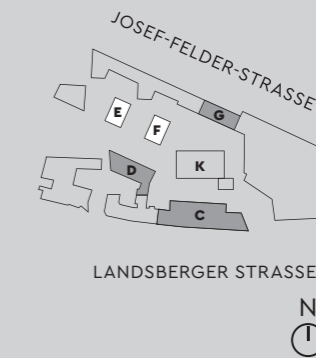 JOSEF-FELDER-STRASSE
G
E
F
D
K
C
LANDSBERGER STRASSE
N